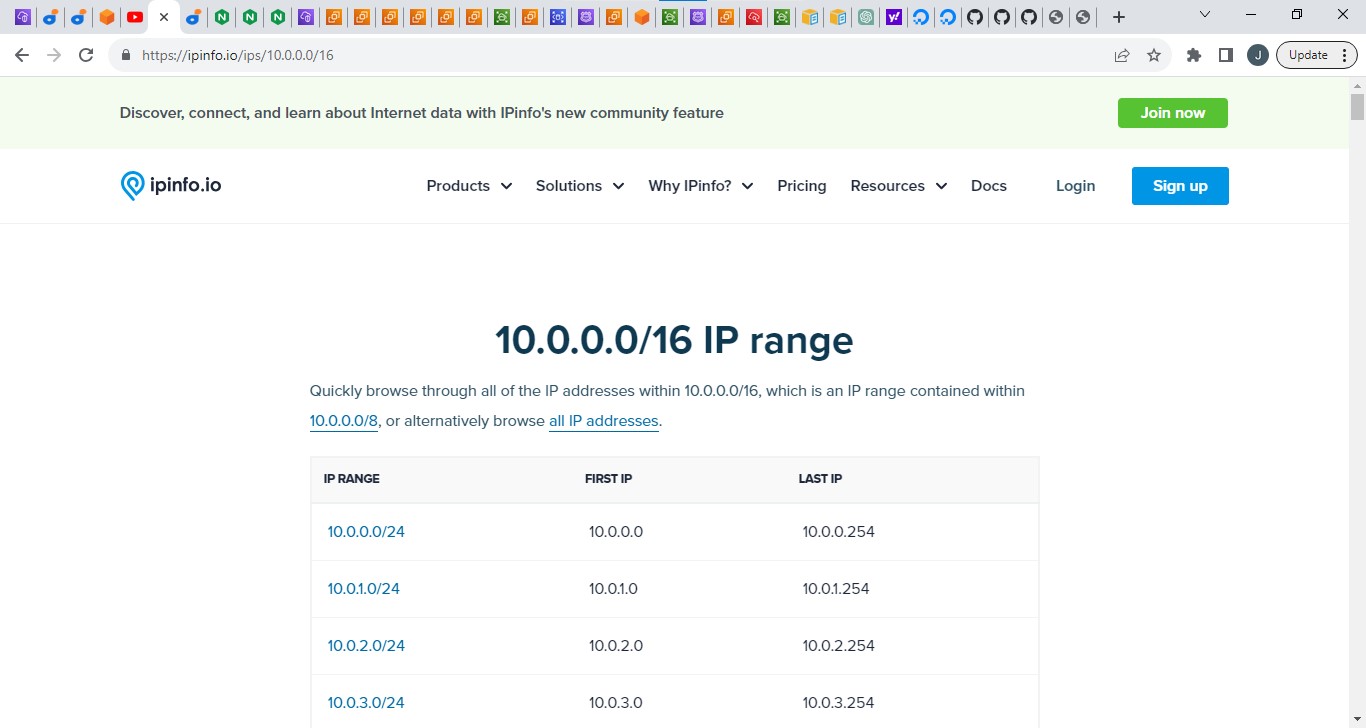 https://ipinfo.io/ips/10.0.0.0/16
J
Update
Discover, connect, and learn about Internet data with IPinfo's new community feature
Join now
ipinfo.io
Products
Solutions
Why IPinfo?
Pricing
Resources
Docs
Login
Sign up
10.0.0.0/16 IP range
Quickly browse through all of the IP addresses within 10.0.0.0/16, which is an IP range contained within
10.0.0.0/8, or alternatively browse all IP addresses.
IP RANGE FIRST IP LAST IP
10.0.0.0/24 10.0.0.0 10.0.0.254
10.0.1.0/24 10.0.1.0 10.0.1.254
10.0.2.0/24 10.0.2.0 10.0.2.254
10.0.3.0/24 10.0.3.0 10.0.3.254